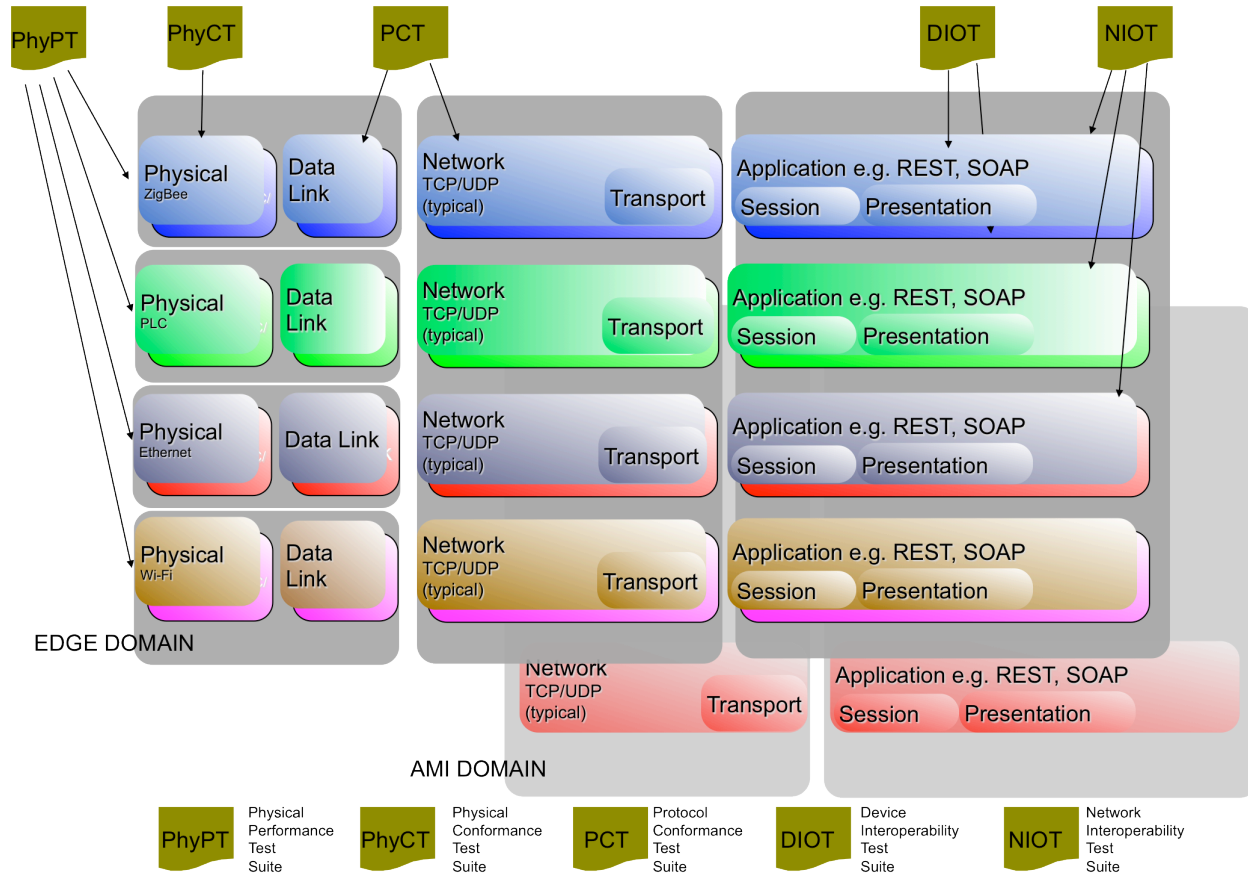 PhyPT
PhyCT
PCT
DIOT
NIOT
Physical
ZigBee
Data
Link
Network
TCP/UDP
(typical)
Transport
Application e.g. REST, SOAP
Session
Presentation
Physical
PLC
Data
Link
Network
TCP/UDP
(typical)
Transport
Application e.g. REST, SOAP
Session
Presentation
Physical
Ethernet
Data Link
Network
TCP/UDP
(typical)
Transport
Application e.g. REST, SOAP
Session
Presentation
Physical
Wi-Fi
Data
Link
Network
TCP/UDP
(typical)
Transport
Application e.g. REST, SOAP
Session
Presentation
EDGE DOMAIN
Network
TCP/UDP
(typical)
Transport
Application e.g. REST, SOAP
Session
Presentation
AMI DOMAIN
PhyPT
Physical
Performance
Test
Suite
PhyCT
Physical
Conformance
Test
Suite
PCT
Protocol
Conformance
Test
Suite
DIOT
Device
Interoperability
Test
Suite
NIOT
Network
Interoperability
Test
Suite